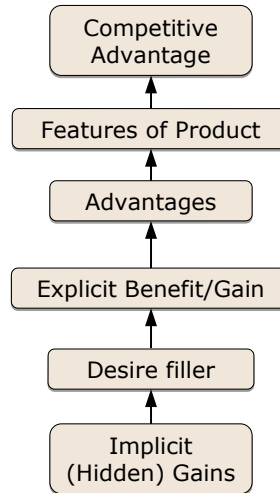 Competitive
Advantage
Features of Product
Advantages
Explicit Benefit/Gain
Desire filler
Implicit
(Hidden) Gains